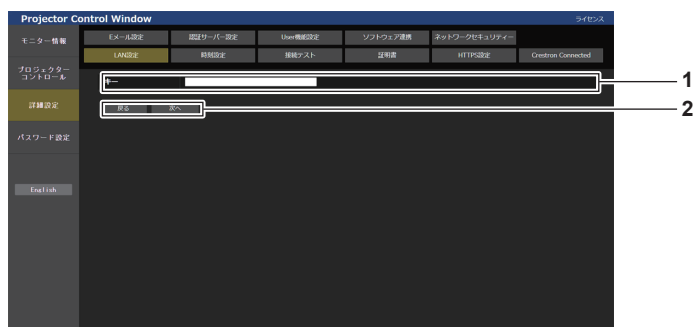 Projector Control Window
ライセンス
モニター情報
プロジェクター
コントロール
詳細設定
パスワード設定
English
Eメール設定 認証サーバー設定 User機能設定 ソフトウェア連携 ネットワークセキュリティー
LAN設定 時刻設定 接続テスト 証明書 HTTPS設定 Crestron Connected
キー
1
戻る 次へ
2